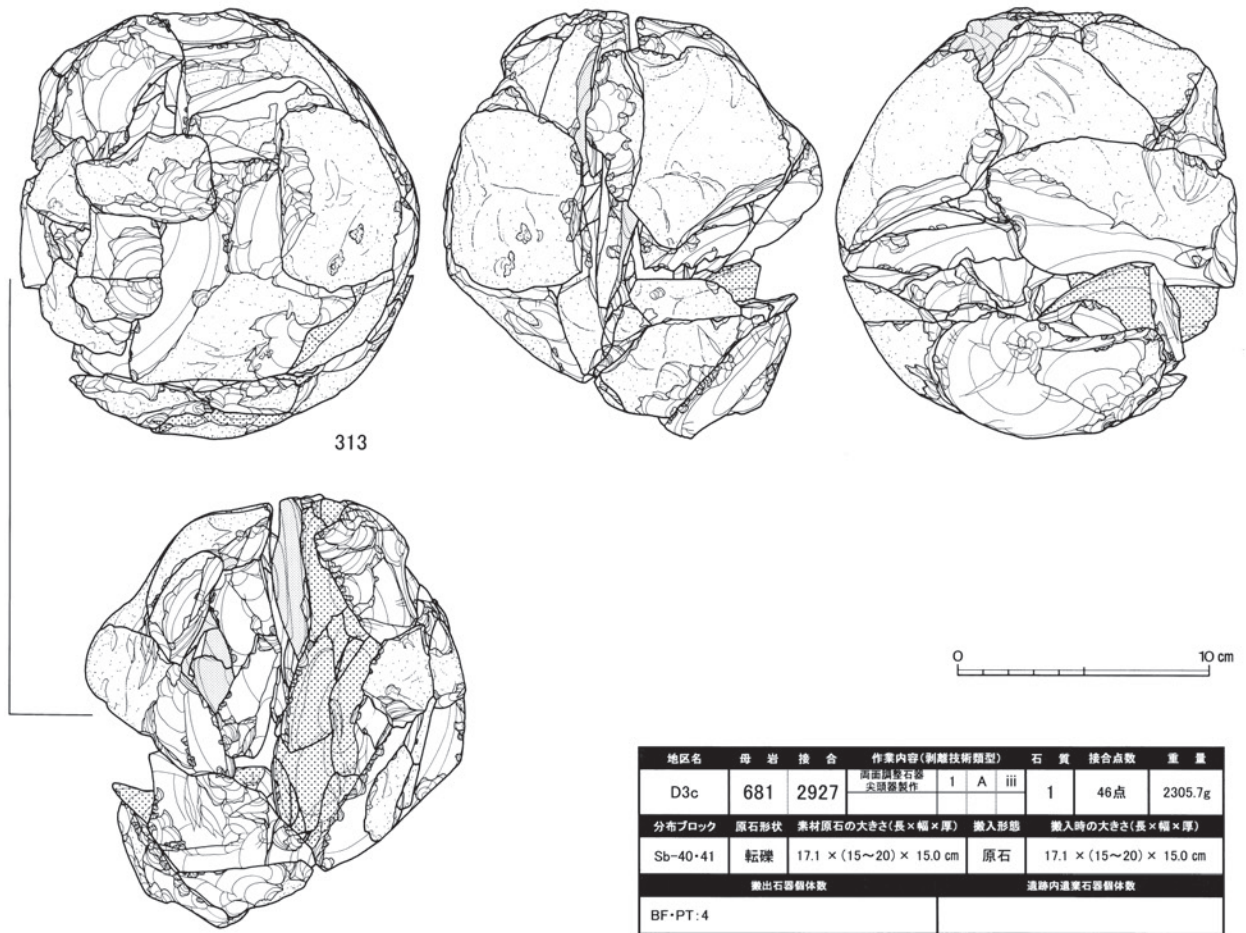 313
0 10 cm
地区名 母岩 接合 作業内容(剥離技術類型) 石質 接合点数 重量
D3c 681 2927 両面調整石器 尖頭器製作 1 A iii 1 46点 2305.7g
分布ブロック 原石形状 素材原石の大きさ(長×幅×厚) 搬入形態 搬入時の大きさ(長×幅×厚)
Sb-40・41 転礫 17.1 × (15～20) × 15.0 cm 原石 17.1 × (15～20) × 15.0 cm
搬出石器個体数 遺跡内遺棄石器個体数
BF・PT:4